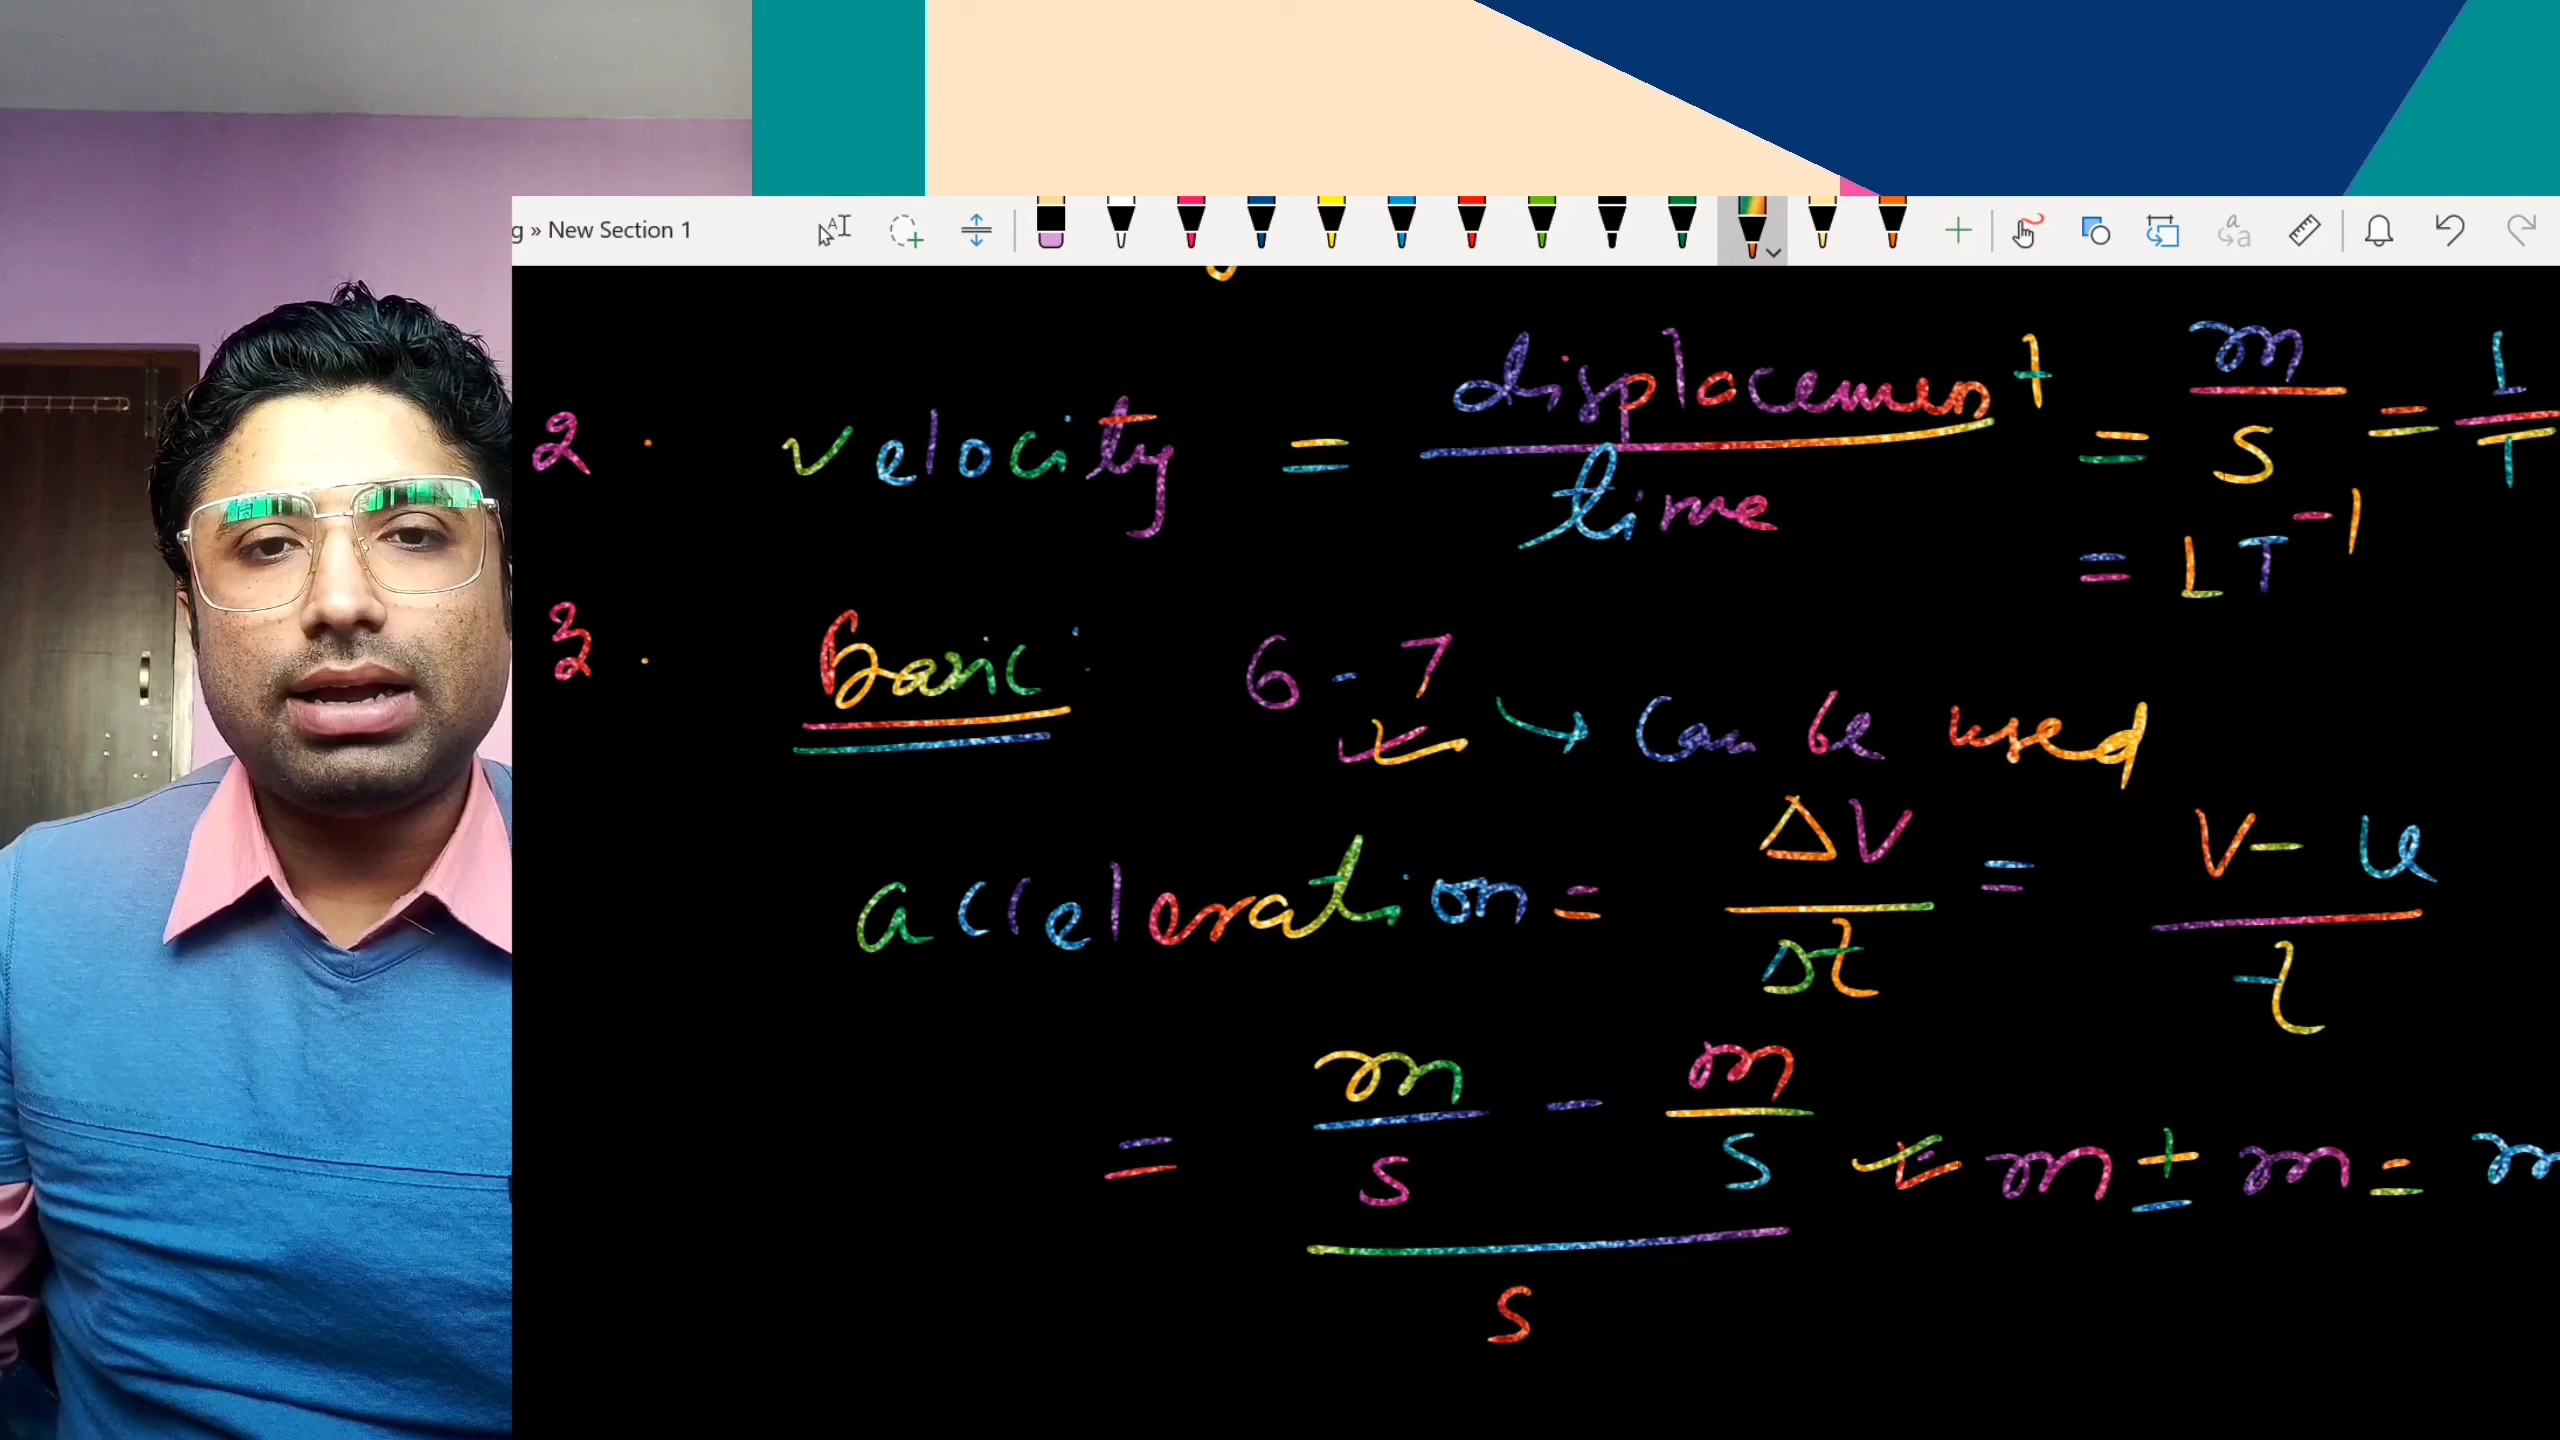 g » New Section 1
2. velocity = displacement / time = m / s = L / T
= LT⁻¹
3. basic: 6-7 → can be used
acceleration = Δv / Δt = v - u / t
= m / s - m / s / s ← m ± m = m